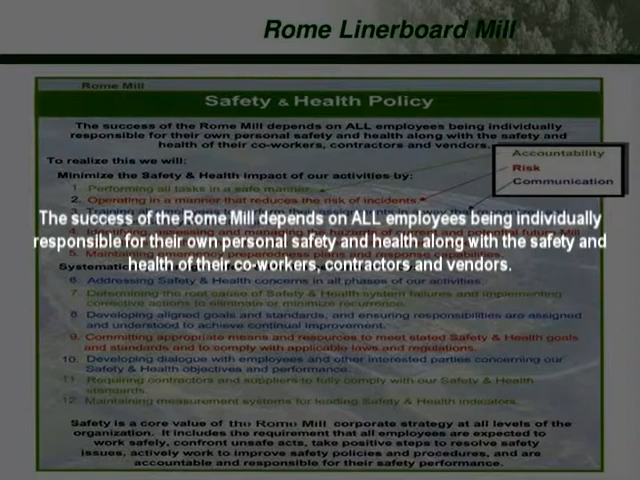 Rome Linerboard Mill
Rome Mill
Safety & Health Policy
The success of the Rome Mill depends on ALL employees being individually
responsible for their own personal safety and health along with the safety and
health of their co-workers, contractors and vendors.
Accountability
Risk
Communication
To realize this we will:
Minimize the Safety & Health impact of our activities by:
1. Performing all tasks in a safe manner.
2. Operating in a manner that reduces the risk of incidents.
The success of the Rome Mill depends on ALL employees being individually
responsible for their own personal safety and health along with the safety and
health of their co-workers, contractors and vendors.
5. Maintaining emergency preparedness plans and response capabilities.
6. Addressing Safety & Health concerns in all phases of our activities.
7. Determining the root cause of Safety & Health system failures and implementing
corrective actions to eliminate or minimize recurrence.
8. Developing aligned goals and standards, and ensuring responsibilities are assigned
and understood to achieve continual improvement.
9. Committing appropriate means and resources to meet stated Safety & Health goals
and standards and to comply with applicable laws and regulations.
10. Developing dialogue with employees and other interested parties concerning our
Safety & Health objectives and performance.
11. Requiring contractors and suppliers to fully comply with our Safety & Health
standards.
12. Maintaining measurement systems for leading Safety & Health indicators.
Safety is a core value of the Rome Mill corporate strategy at all levels of the
organization. It includes the requirement that all employees are expected to
work safely, confront unsafe acts, take positive steps to resolve safety
issues, actively work to improve safety policies and procedures, and are
accountable and responsible for their safety performance.